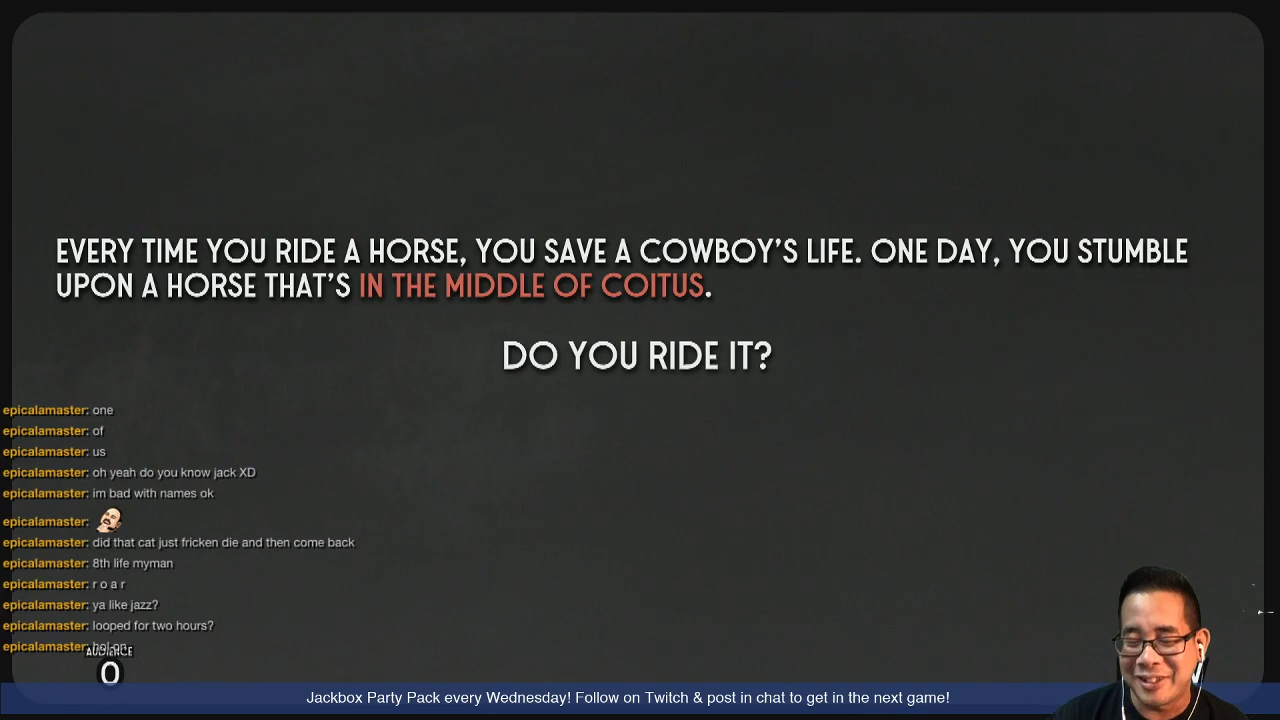 EVERY TIME YOU RIDE A HORSE, YOU SAVE A COWBOY'S LIFE. ONE DAY, YOU STUMBLE
UPON A HORSE THAT'S IN THE MIDDLE OF COITUS.
DO YOU RIDE IT?
epicalamaster: one
epicalamaster: of
epicalamaster: us
epicalamaster: oh yeah do you know jack XD
epicalamaster: im bad with names ok
epicalamaster:
epicalamaster: did that cat just fricken die and then come back
epicalamaster: 8th life myman
epicalamaster: r o a r
epicalamaster: ya like jazz?
epicalamaster: looped for two hours?
epicalamaster:
AUDIENCE
0
Jackbox Party Pack every Wednesday! Follow on Twitch & post in chat to get in the next game!